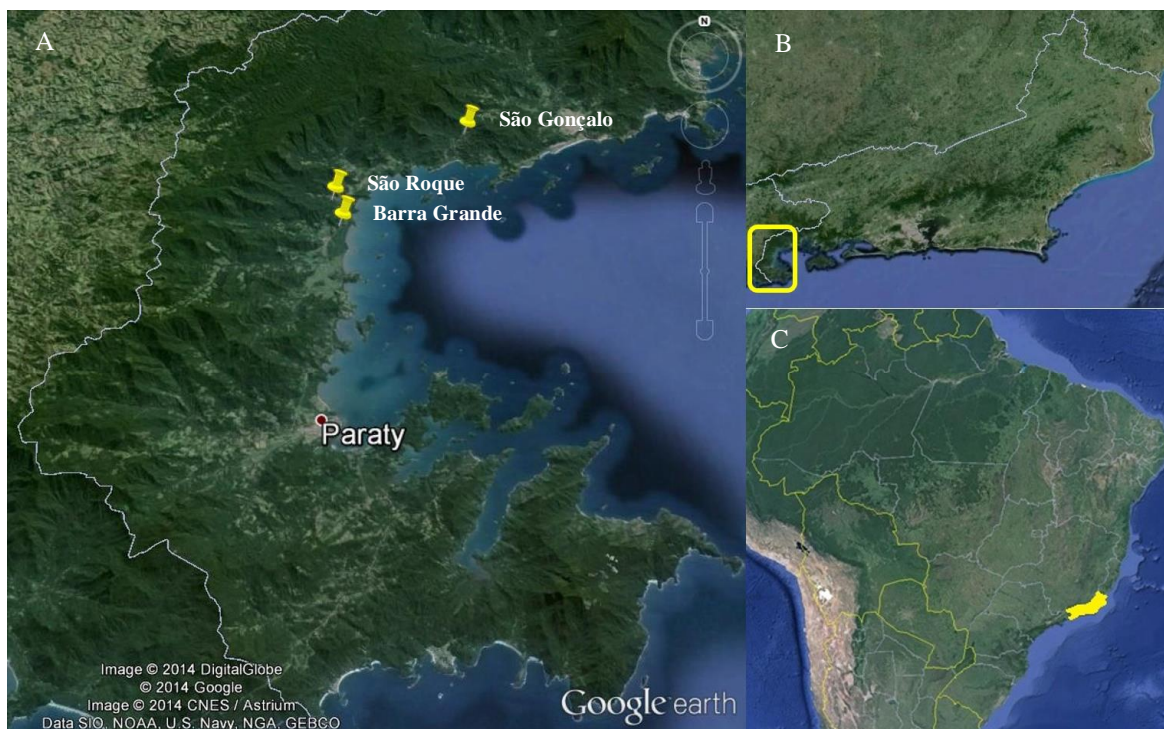 A
N
São Gonçalo
São Roque
Barra Grande
Paraty
Image © 2014 DigitalGlobe
© 2014 Google
Image © 2014 CNES / Astrium
Data SIO, NOAA, U.S. Navy, NGA, GEBCO
Google earth
B
C